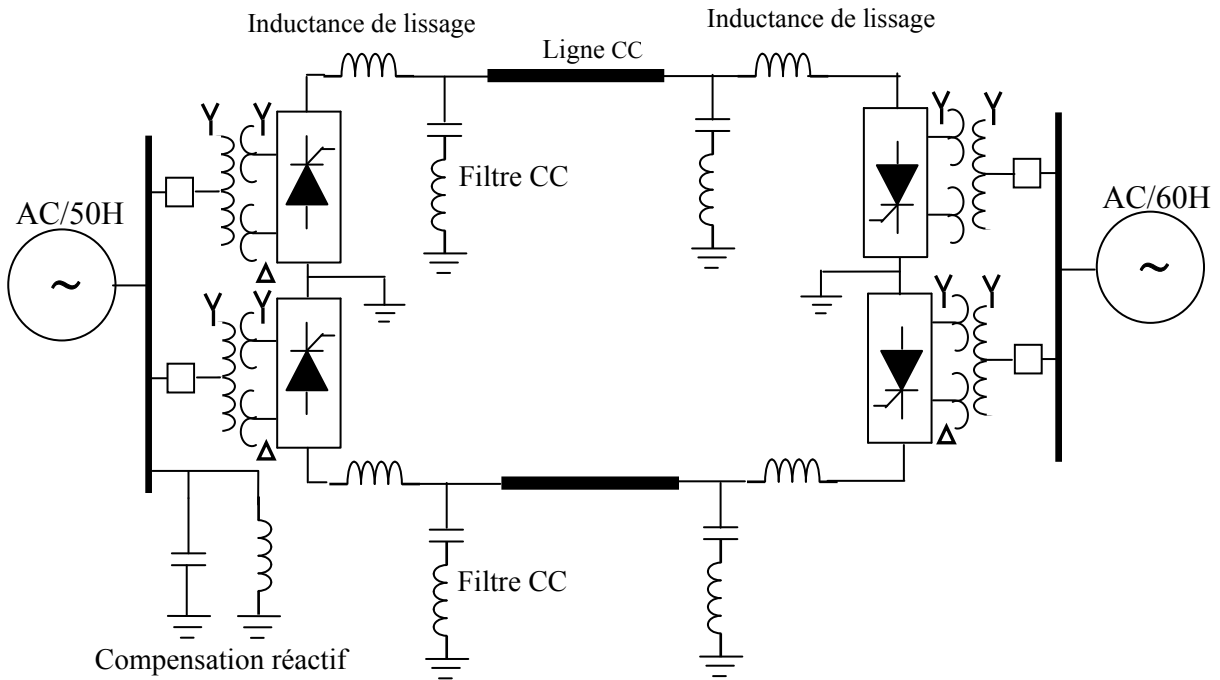 Inductance de lissage
Inductance de lissage
Ligne CC
Y Y
Y Y
Filtre CC
AC/50H
AC/60H
~
~
Δ
Y Y
Y Y
Δ
Δ
Filtre CC
Compensation réactif